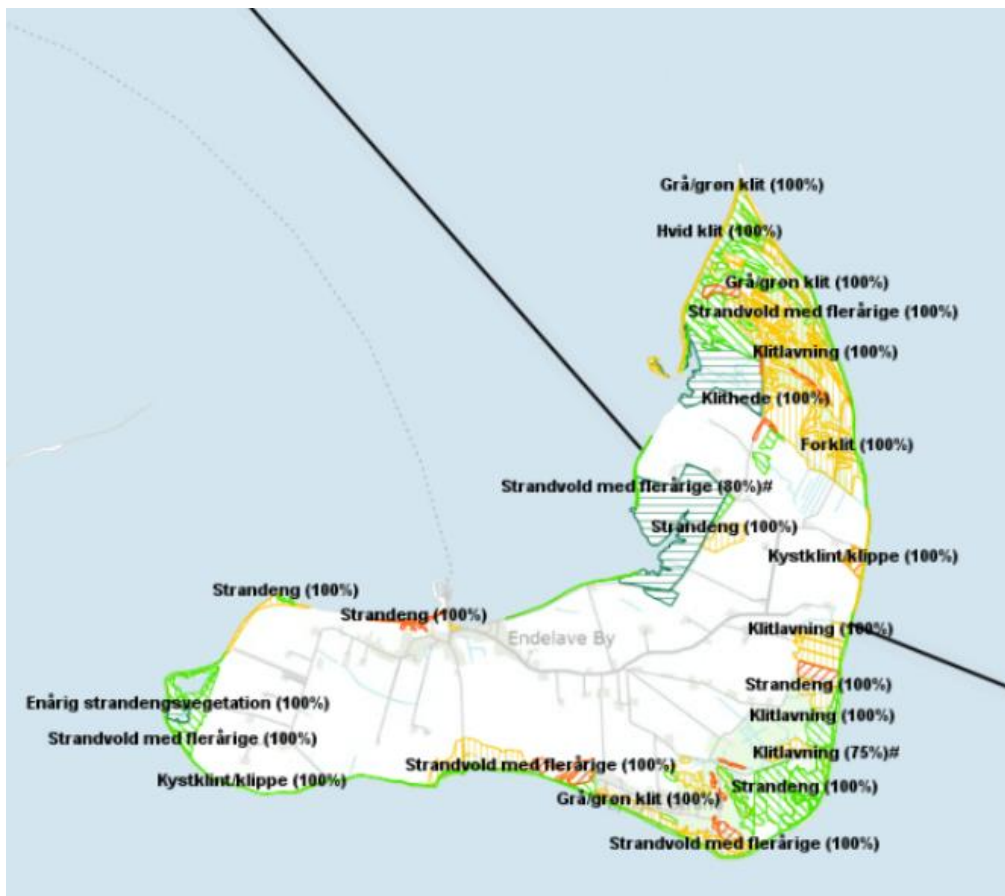 Grå/grøn klit (100%)
Hvid klit (100%)
Grå/grøn klit (100%)
Strandvold med flerårige (100%)
Klitlavning (100%)
Klithede (100%)
Forklit (100%)
Strandvold med flerårige (80%)#
Strandeng (100%)
Kystklint/klippe (100%)
Strandeng (100%)
Strandeng (100%)
Endelave By
Klitlavning (100%)
Strandeng (100%)
Enårig strandengsvegetation (100%)
Klitlavning (100%)
Strandvold med flerårige (100%)
Klitlavning (75%)#
Strandvold med flerårige (100%)
Kystklint/klippe (100%)
Strandeng (100%)
Grå/grøn klit (100%)
Strandvold med flerårige (100%)